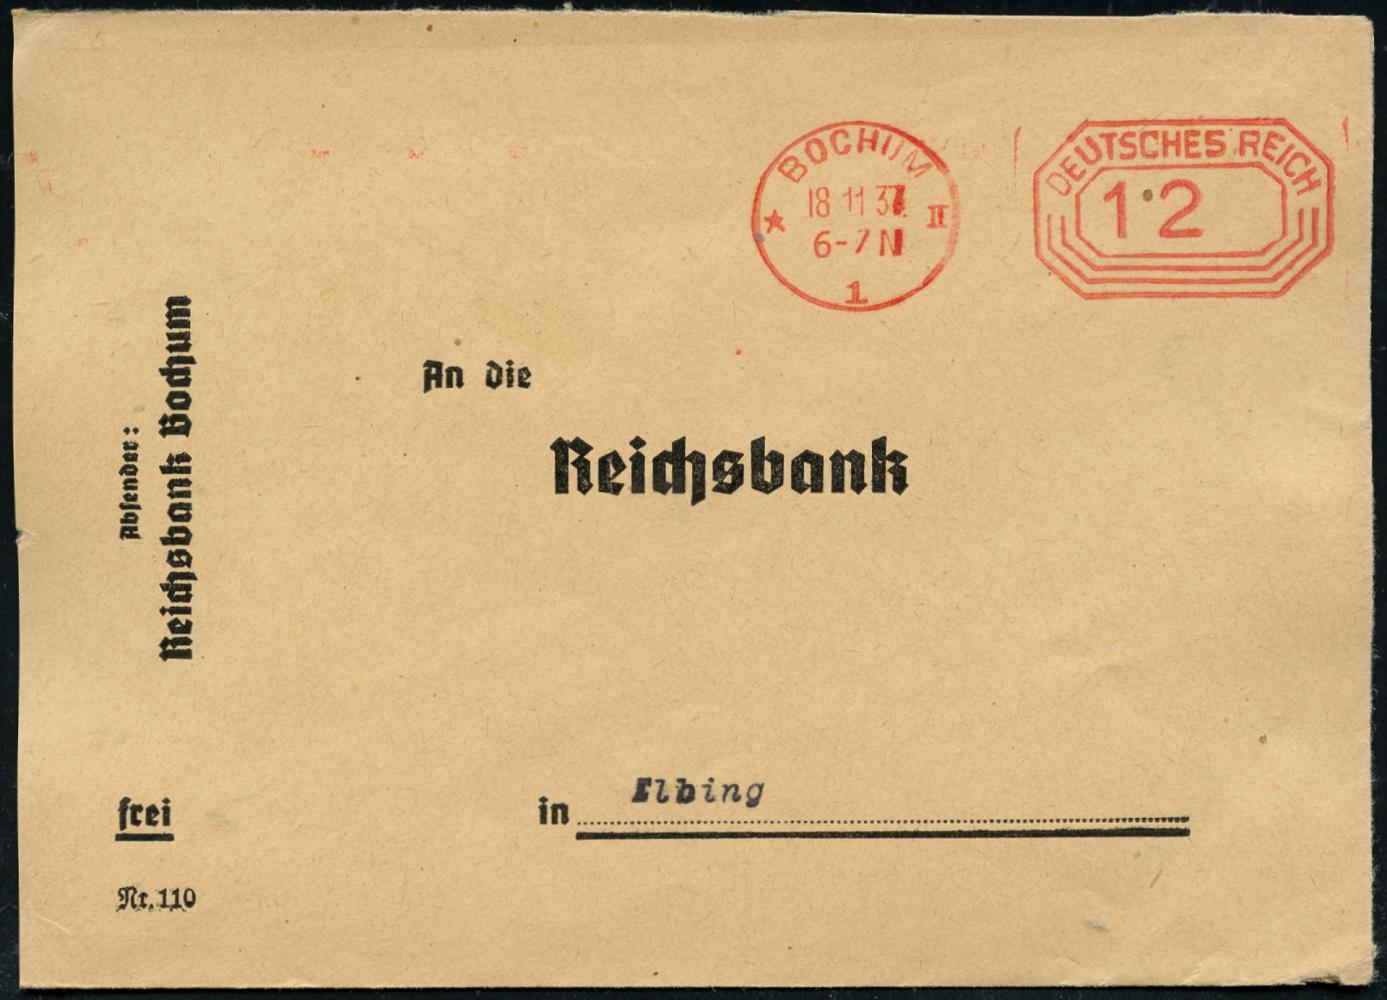 BOCHUM II
18.11.37.
6-7 N
1
DEUTSCHES REICH
12
Absender:
Reichsbank Bochum
An die
Reichsbank
in Elbing
frei
Nr. 110